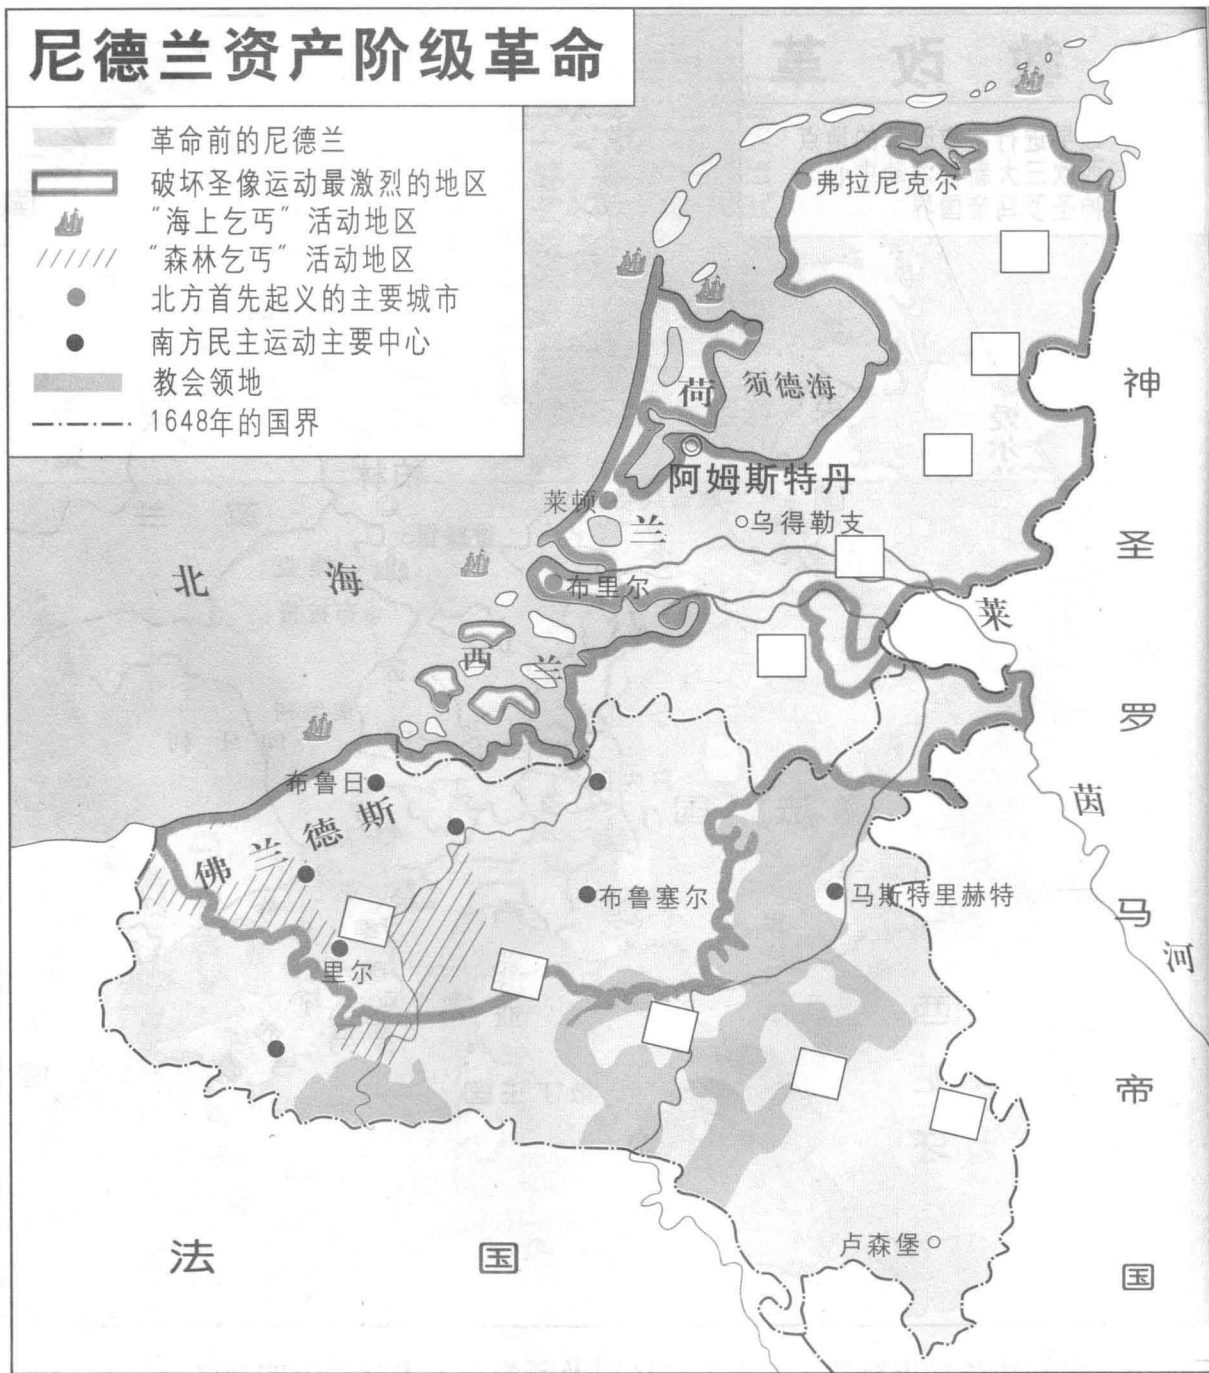 尼德兰资产阶级革命
革命前的尼德兰
破坏圣像运动最激烈的地区
“海上乞丐”活动地区
“森林乞丐”活动地区
北方首先起义的主要城市
南方民主运动主要中心
教会领地
1648年的国界
弗拉尼克尔
荷兰
须德海
阿姆斯特丹
莱顿
乌得勒支
布里尔
北海
西兰
莱茵河
神圣罗马帝国
布鲁日
佛兰德斯
布鲁塞尔
马斯特里赫特
里尔
卢森堡
法国